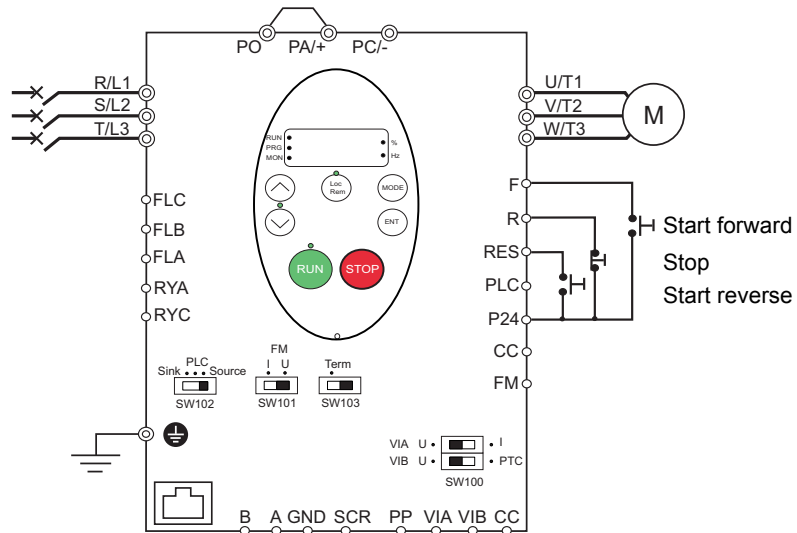 PO PA/+ PC/-
R/L1
S/L2
T/L3
U/T1
V/T2
W/T3
M
RUN
PRG
MON
%
Hz
Loc
Rem
MODE
ENT
RUN STOP
FLC
FLB
FLA
RYA
RYC
F
R
RES
PLC
P24
CC
FM
Start forward
Stop
Start reverse
PLC
Sink Source
SW102
FM
I U
SW101
Term
SW103
VIA U I
VIB U PTC
SW100
B A GND SCR PP VIA VIB CC